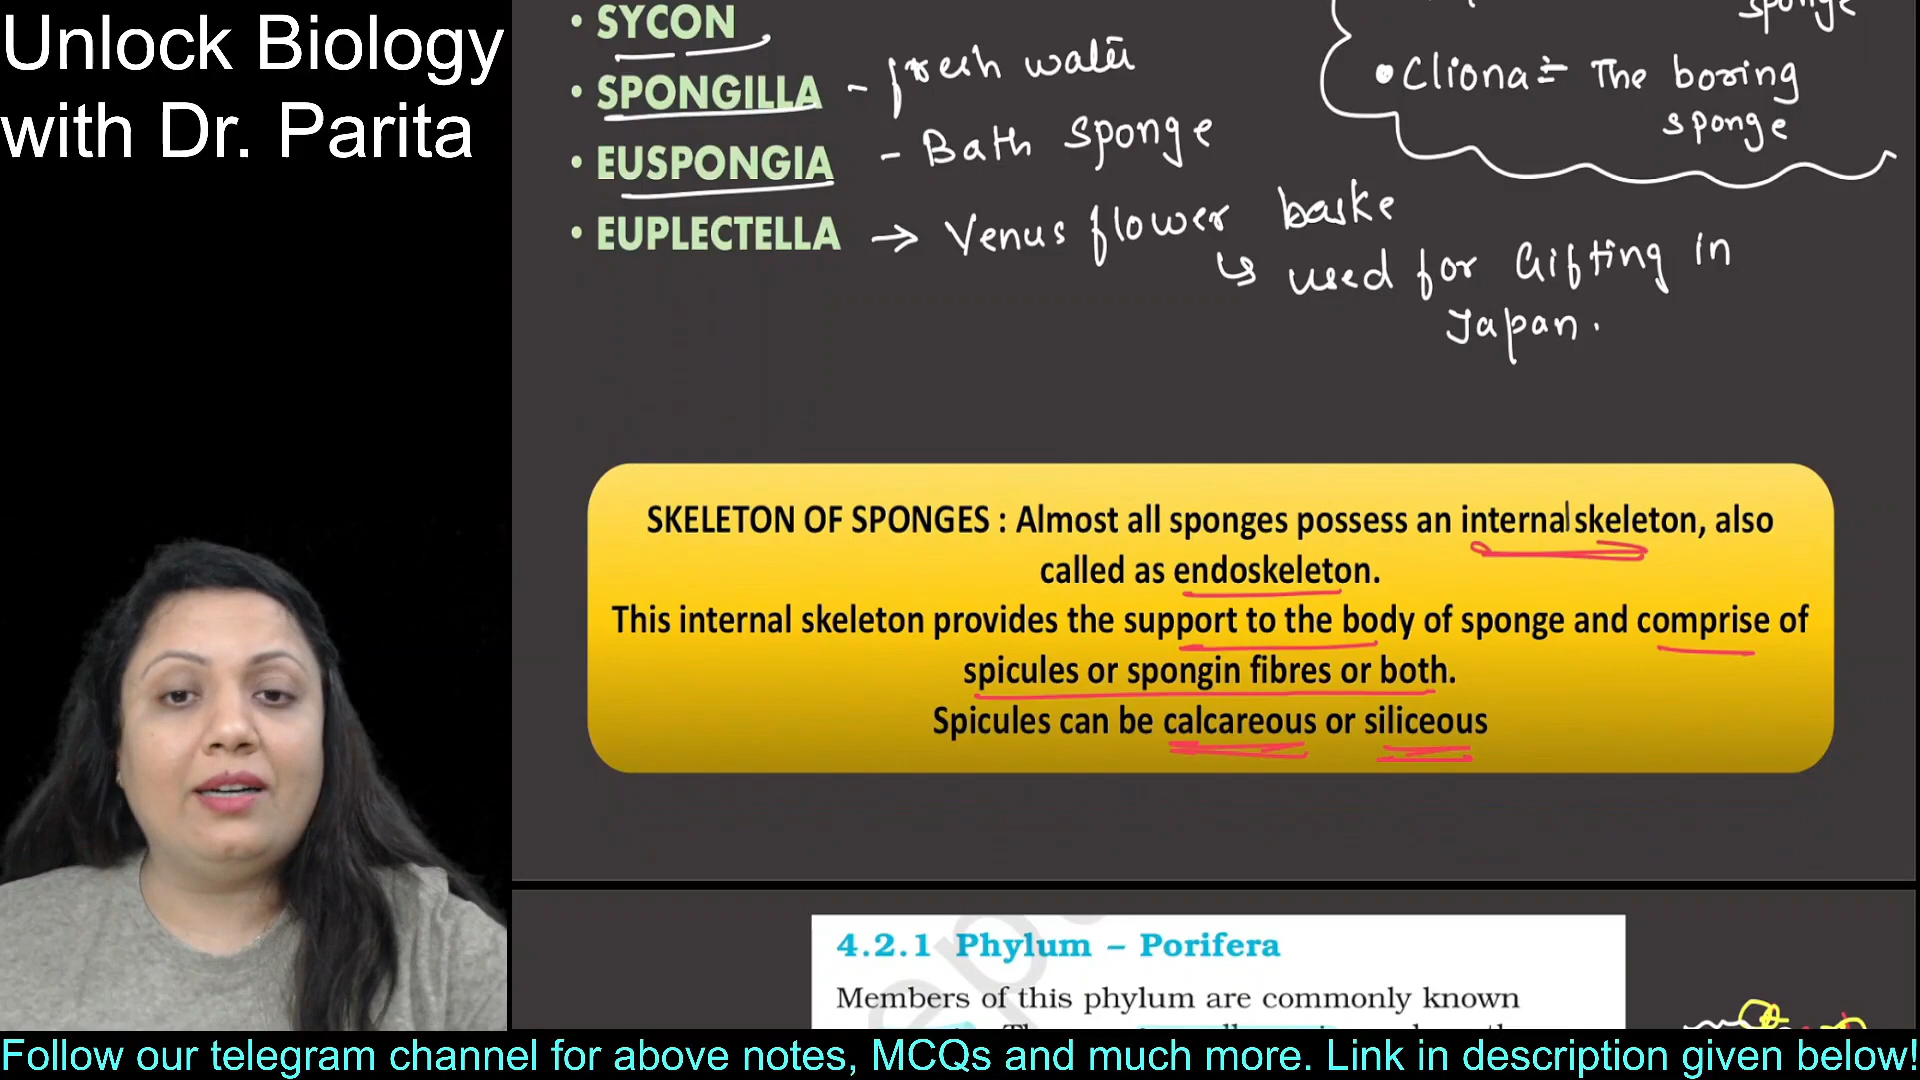 Unlock Biology
with Dr. Parita
• SYCON
• SPONGILLA - fresh water
• EUSPONGIA - Bath sponge
• EUPLECTELLA → Venus flower baske
↳ used for Gifting in
Japan.
sponge
• Cliona = The boring
sponge
SKELETON OF SPONGES : Almost all sponges possess an internal skeleton, also
called as endoskeleton.
This internal skeleton provides the support to the body of sponge and comprise of
spicules or spongin fibres or both.
Spicules can be calcareous or siliceous
4.2.1 Phylum – Porifera
Members of this phylum are commonly known
Follow our telegram channel for above notes, MCQs and much more. Link in description given below!